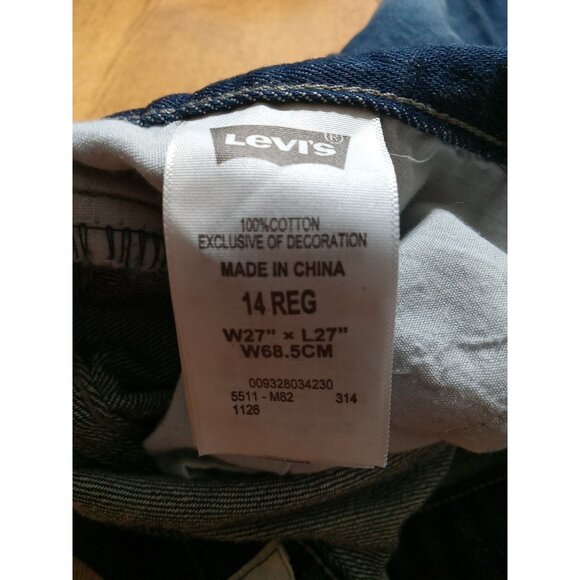 Levi's®
100%COTTON
EXCLUSIVE OF DECORATION
MADE IN CHINA
14 REG
W27" × L27"
W68.5CM
009328034230
5511 - M82 314
1126